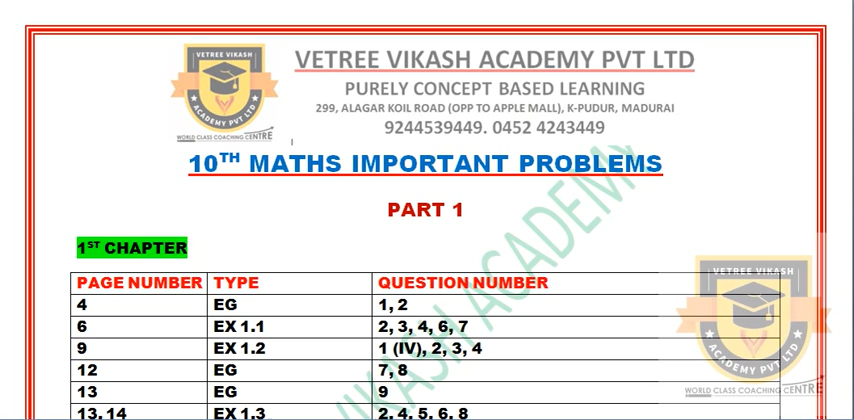 VETREE VIKASH
ACADEMY PVT LTD
WORLD CLASS COACHING CENTRE
VETREE VIKASH ACADEMY PVT LTD
PURELY CONCEPT BASED LEARNING
299, ALAGAR KOIL ROAD (OPP TO APPLE MALL), K-PUDUR, MADURAI
9244539449. 0452 4243449
10TH MATHS IMPORTANT PROBLEMS
PART 1
1ST CHAPTER
PAGE NUMBER TYPE QUESTION NUMBER
4 EG 1, 2
6 EX 1.1 2, 3, 4, 6, 7
9 EX 1.2 1 (IV), 2, 3, 4
12 EG 7, 8
13 EG 9
13, 14 EX 1.3 2, 4, 5, 6, 8
VIKASH ACADEMY
VETREE VIKASH
ACADEMY PVT LTD
WORLD CLASS COACHING CENTRE